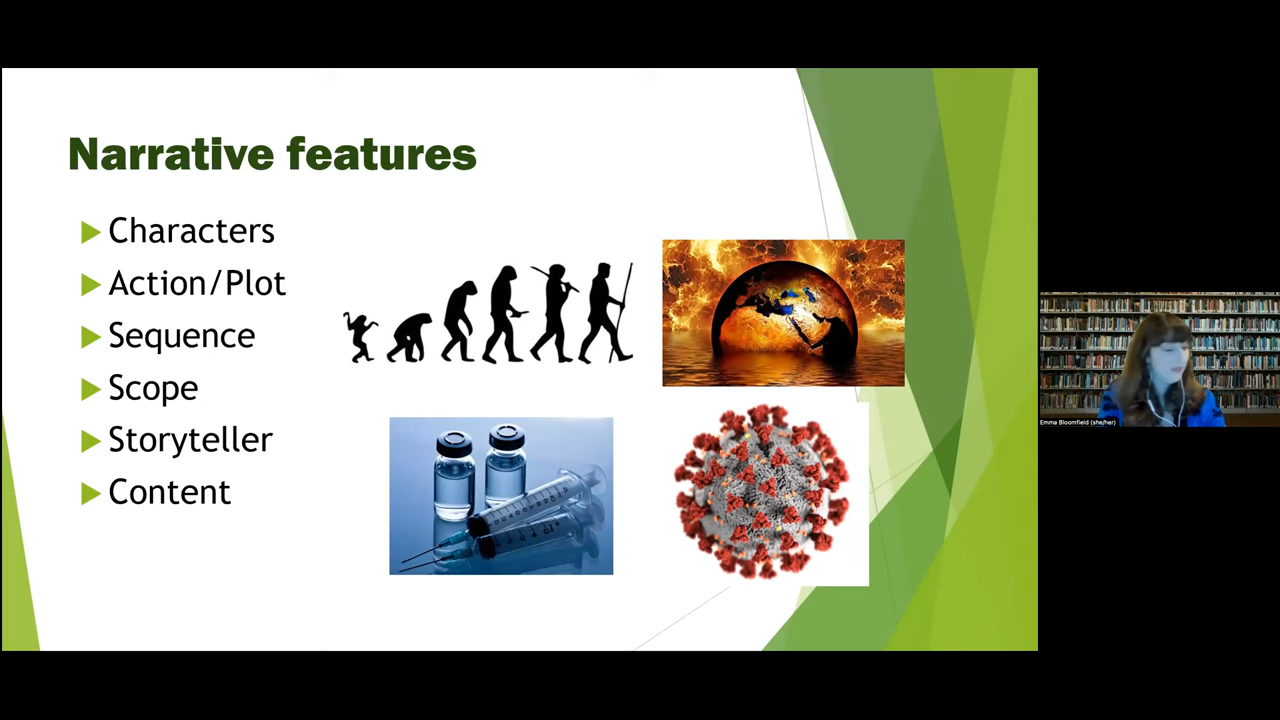 Narrative features
Characters
Action/Plot
Sequence
Scope
Storyteller
Content
Emma Bloomfield (she/her)